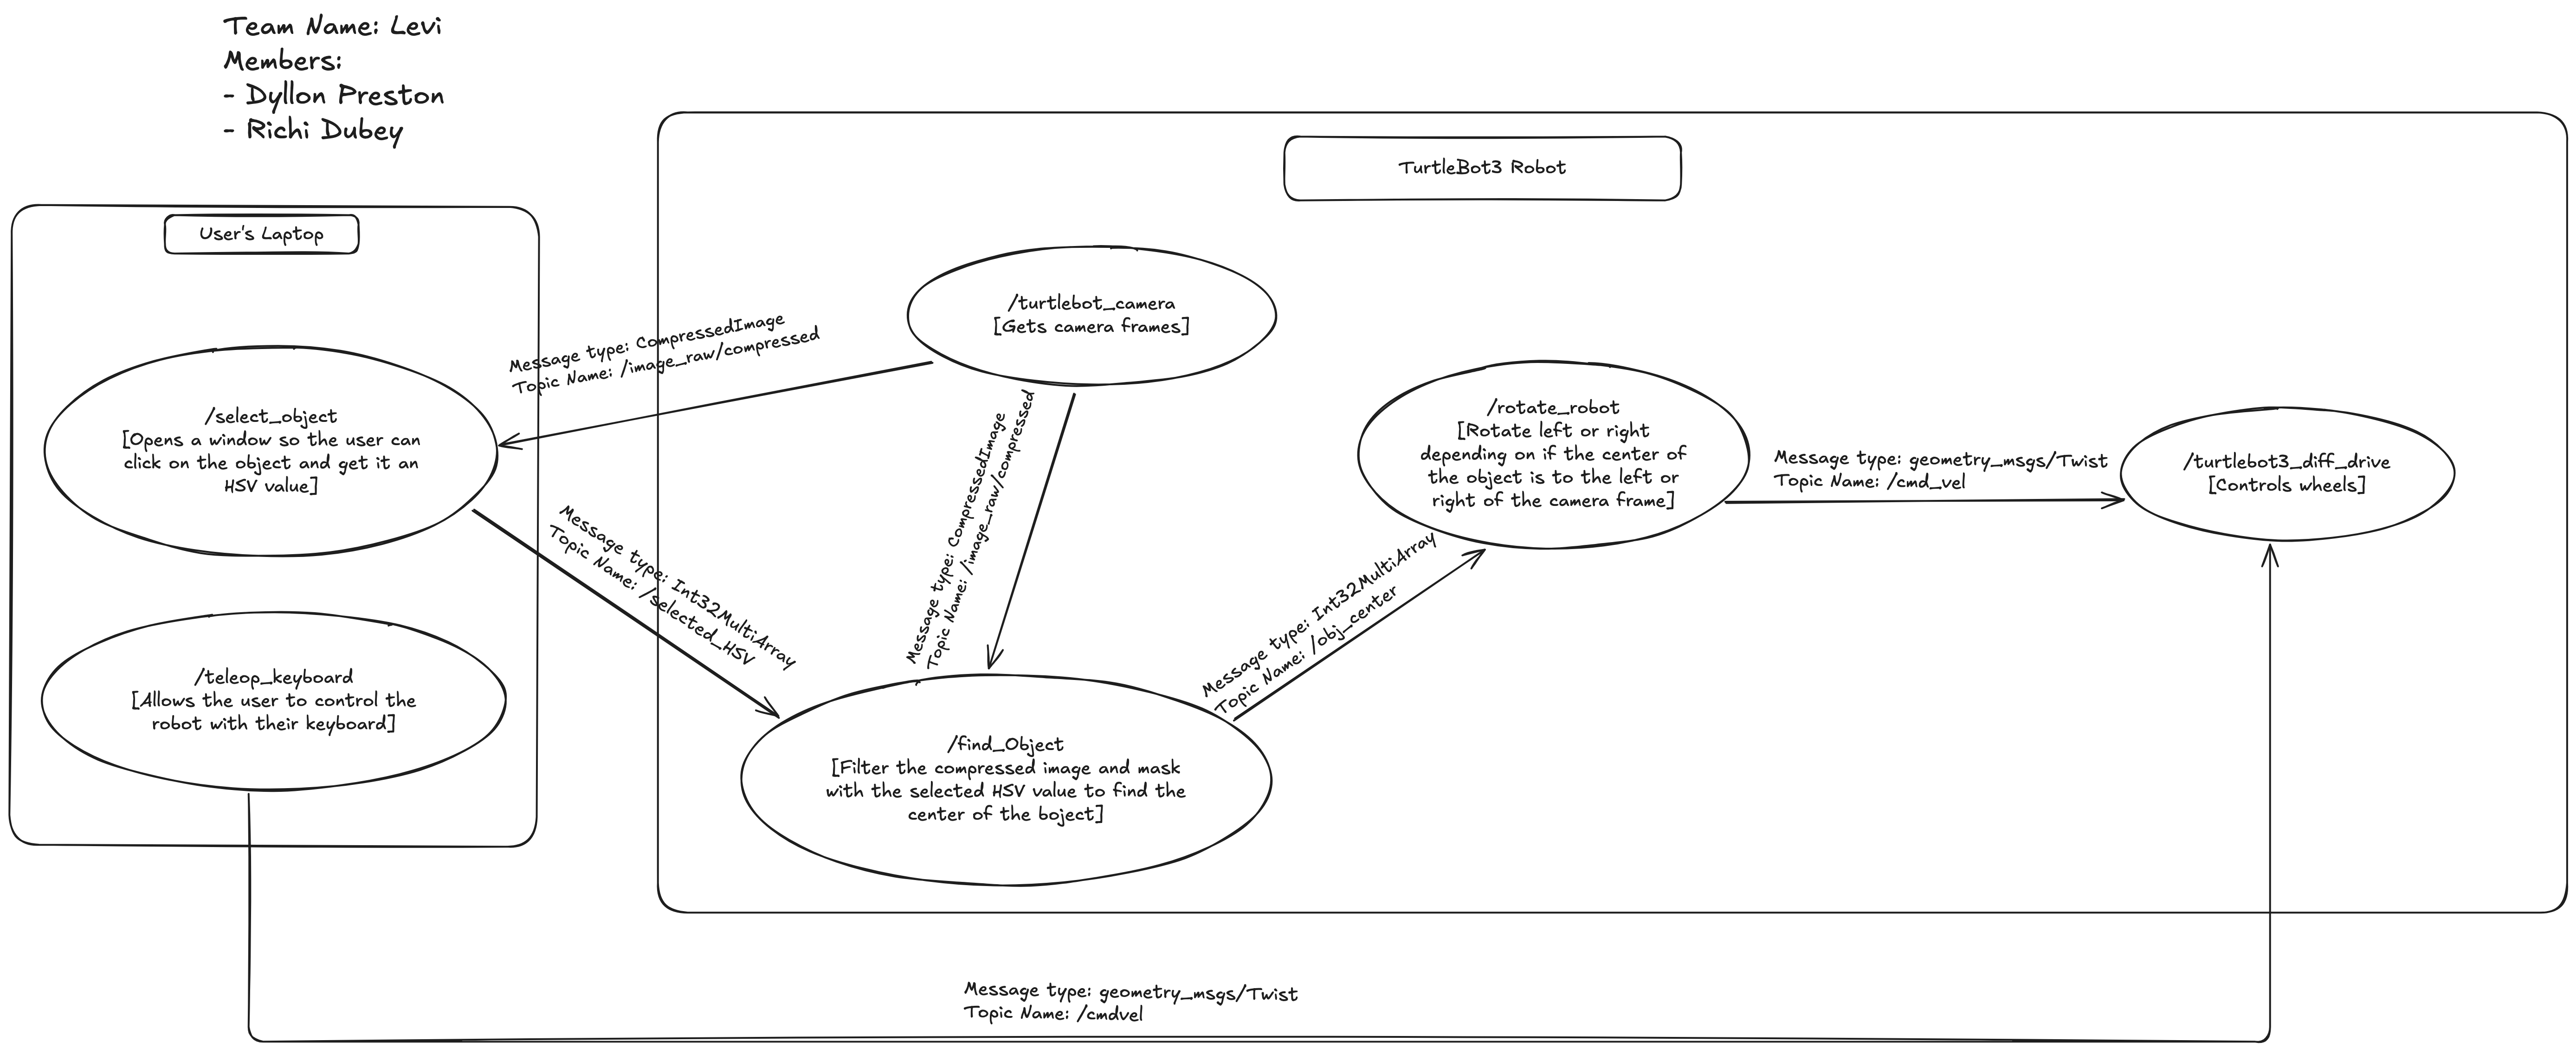 Team Name: Levi
Members:
- Dyllon Preston
- Richi Dubey
TurtleBot3 Robot
User's Laptop
/turtlebot_camera
[Gets camera frames]
Message type: CompressedImage
Topic Name: /image_raw/compressed
/select_object
[Opens a window so the user can
click on the object and get it an
HSV value]
Message type: CompressedImage
Topic Name: /image_raw/compressed
/rotate_robot
[Rotate left or right
depending on if the center of
the object is to the left or
right of the camera frame]
Message type: geometry_msgs/Twist
Topic Name: /cmd_vel
/turtlebot3_diff_drive
[Controls wheels]
Message type: Int32MultiArray
Topic Name: /selected_HSV
Message type: Int32MultiArray
Topic Name: /obj_center
/teleop_keyboard
[Allows the user to control the
robot with their keyboard]
/find_Object
[Filter the compressed image and mask
with the selected HSV value to find the
center of the boject]
Message type: geometry_msgs/Twist
Topic Name: /cmdvel